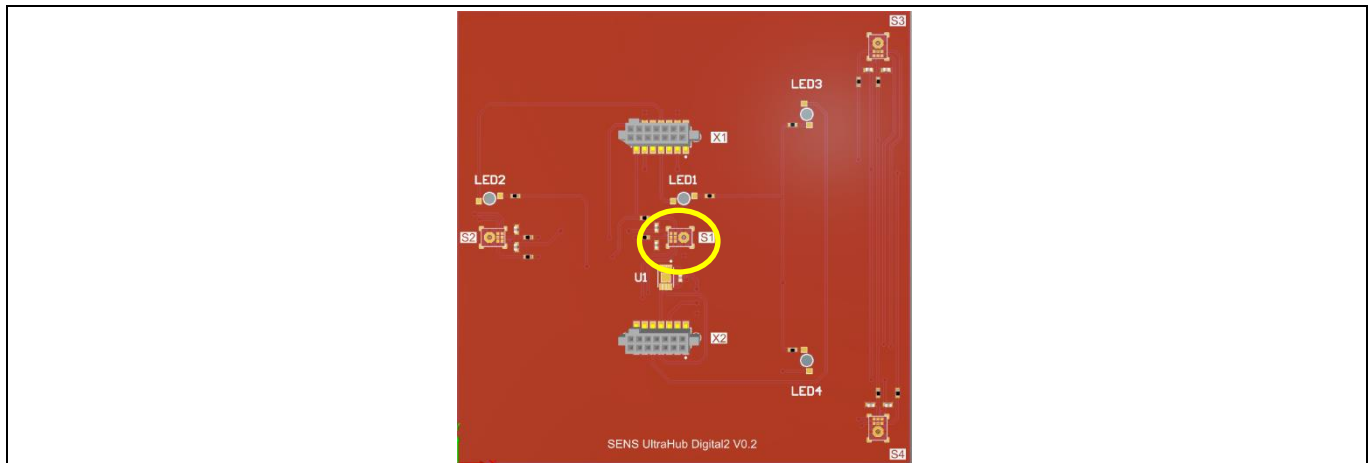 S3
LED3
X1
LED2
LED1
S2
S1
U1
X2
LED4
SENS UltraHub Digital2 V0.2
S4